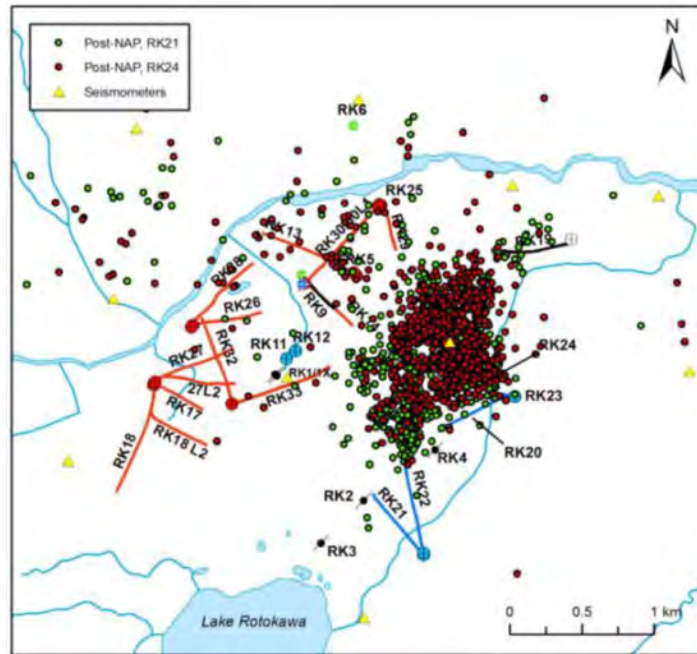 Post-NAP, RK21
Post-NAP, RK24
Seismometers
N
RK6
RK25
RK13
RK5
RK19
RK9
RK26
RK11
RK12
RK32
RK27
RK24
RK33
27L2
RK23
RK17
RK20
RK18 L2
RK18
RK4
RK22
RK2
RK21
RK3
Lake Rotokawa
0
0.5
1 km